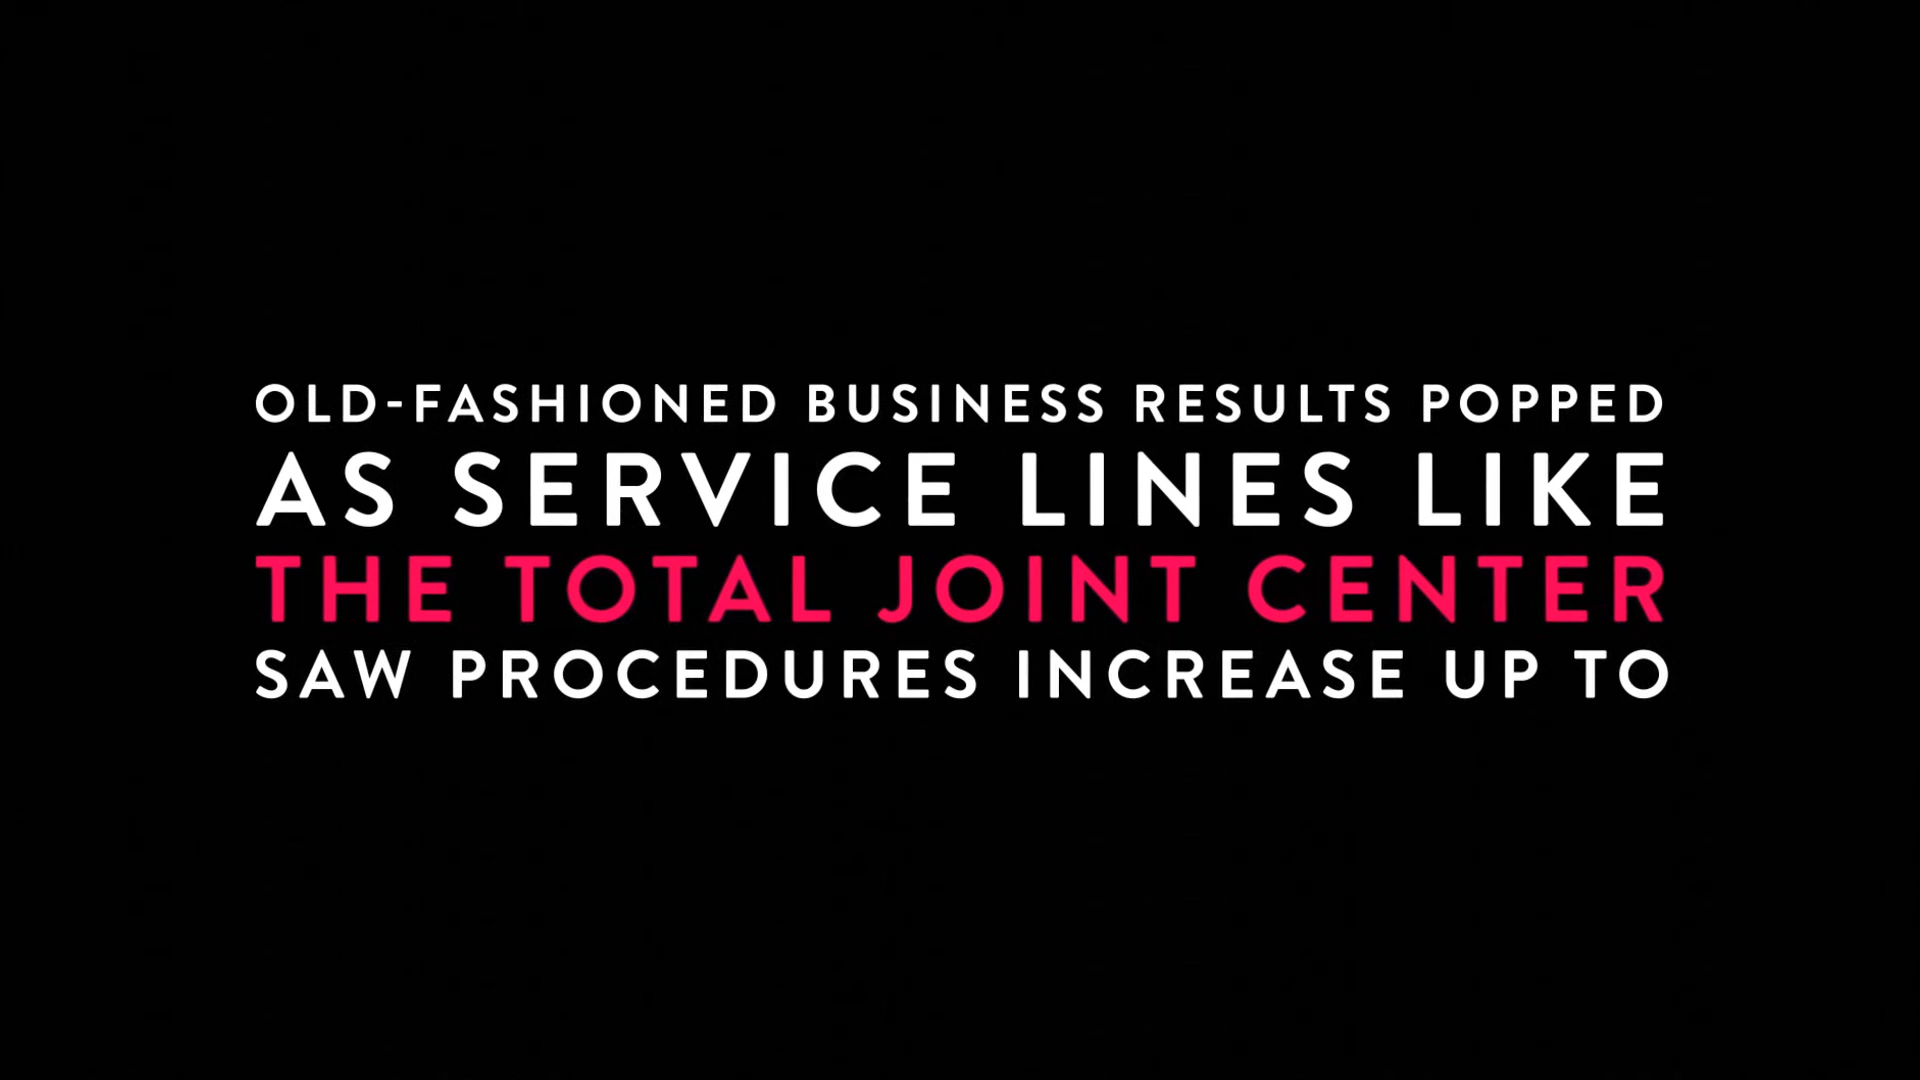 OLD-FASHIONED BUSINESS RESULTS POPPED
AS SERVICE LINES LIKE
THE TOTAL JOINT CENTER
SAW PROCEDURES INCREASE UP TO